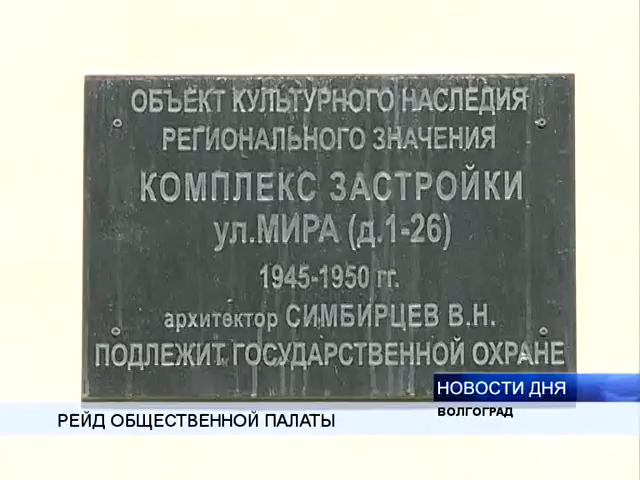 ОБЪЕКТ КУЛЬТУРНОГО НАСЛЕДИЯ
РЕГИОНАЛЬНОГО ЗНАЧЕНИЯ
КОМПЛЕКС ЗАСТРОЙКИ
ул.МИРА (д.1-26)
1945-1950 гг.
архитектор СИМБИРЦЕВ В.Н.
ПОДЛЕЖИТ ГОСУДАРСТВЕННОЙ ОХРАНЕ
НОВОСТИ ДНЯ
ВОЛГОГРАД
РЕЙД ОБЩЕСТВЕННОЙ ПАЛАТЫ